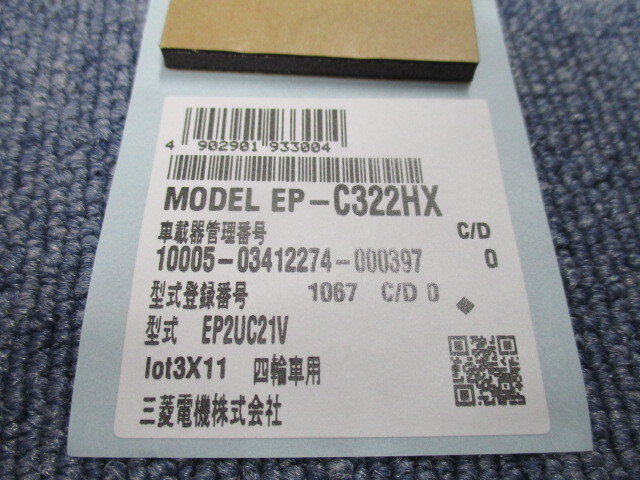 4 902901 933004
MODEL EP-C322HX
車載器管理番号 C/D
10005-03412274-000397 0
型式登録番号 1067 C/D 0
型式 EP2UC21V
lot3X11 四輪車用
三菱電機株式会社